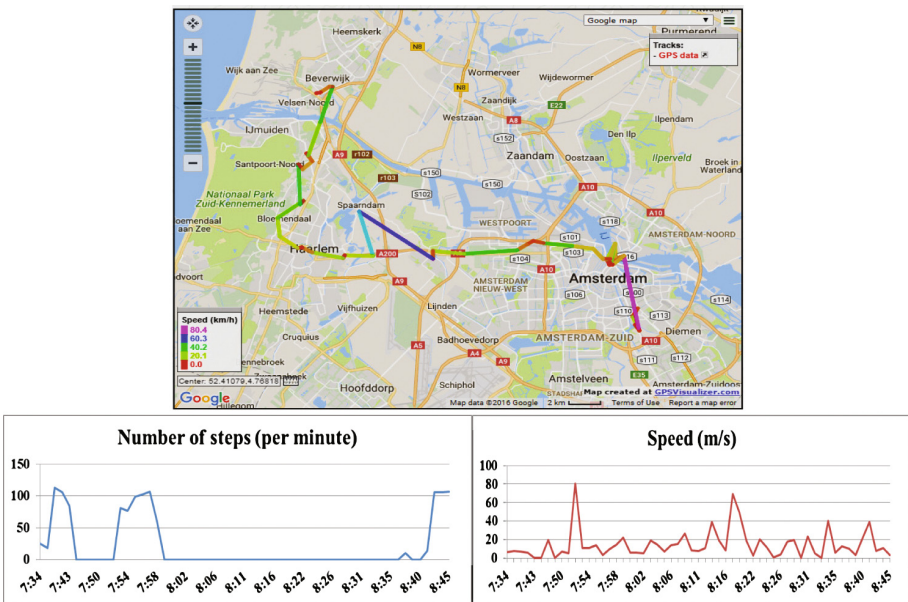 Google map
Heemskerk
Purmerend
N8
Tracks:
- GPS data
Wijk aan Zee
Beverwijk
Wormerveer
Wijdewormer
Velsen-Noord
N8
Zaandijk
E22
IJmuiden
Westzaan
A8
Ilpendam
s152
Den Ilp
Santpoort-Noord
A9
r102
Zaandam
Oostzaan
Ilperveld
Broek in
Waterland
r103
s150
s150
S102
A10
Nationaal Park
Zuid-Kennemerland
Spaarndam
A10
oemendaal
aan Zee
Bloemendaal
WESTPOORT
s118
s101
AMSTERDAM-NOORD
Haarlem
A200
s103
s104
16
ndvoort
A9
AMSTERDAM
NIEUW-WEST
A10
Amsterdam
s106
s100
s114
Heemstede
Vijfhuizen
Lijnden
s110
s113
Speed (km/h)
80.4
60.3
40.2
20.1
0.0
Cruquius
A5
Badhoevedorp
AMSTERDAM-ZUID
Diemen
A10
A4
s111
s112
A9
nnebroek
E35
Center: 52.41079,4.76818
Hoofddorp
Schiphol
Amstelveen
Amsterdam-Zuidoos
Google
Map created at GPSVisualizer.com
Map data ©2016 Google
2 km
Terms of Use
Report a map error
Number of steps (per minute)
150
100
50
0
7:34
7:43
7:50
7:54
7:58
8:02
8:06
8:11
8:16
8:22
8:26
8:31
8:35
8:40
8:45
Speed (m/s)
100
80
60
40
20
0
7:34
7:43
7:50
7:54
7:58
8:02
8:06
8:11
8:16
8:22
8:26
8:31
8:35
8:40
8:45